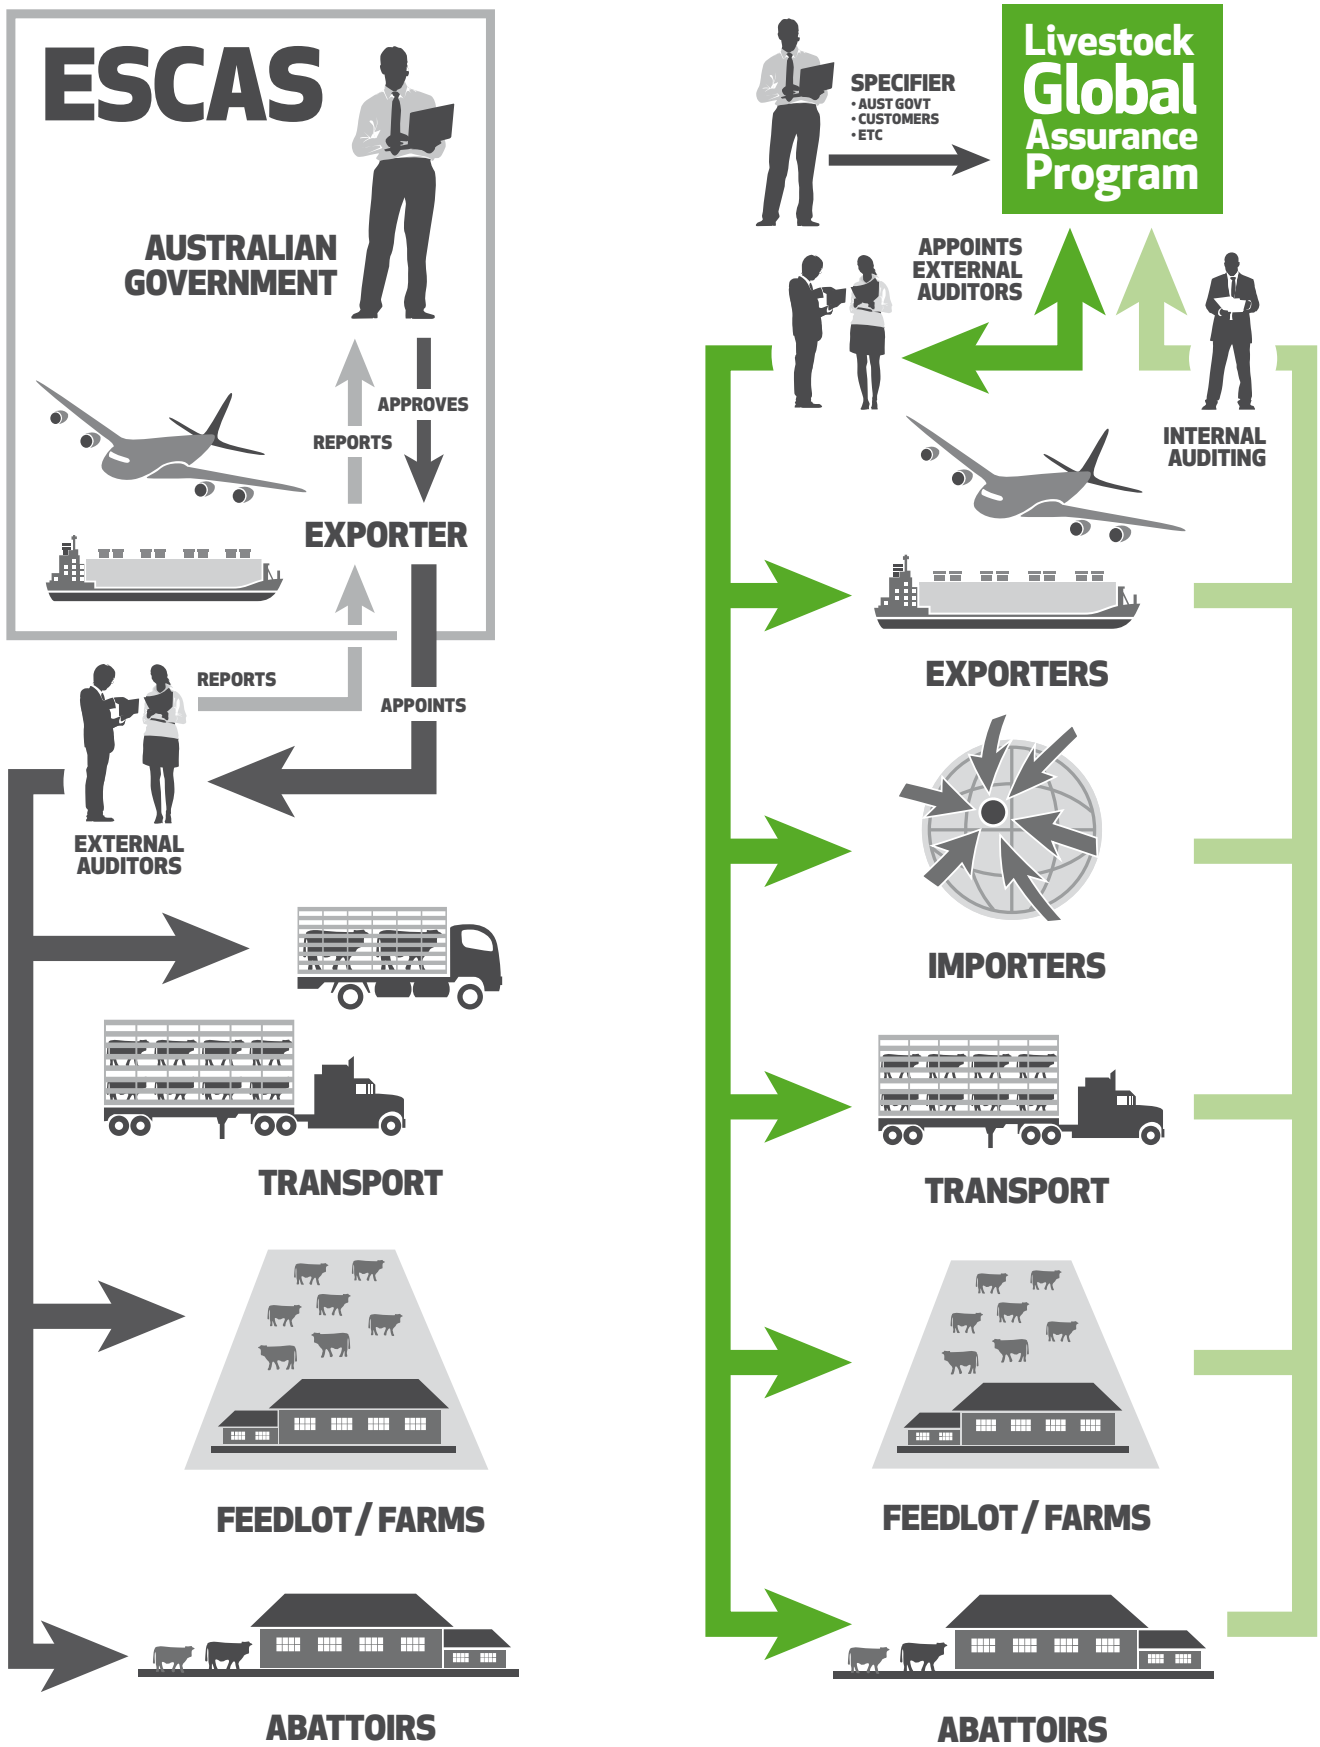 ESCAS
AUSTRALIAN
GOVERNMENT
APPROVES
REPORTS
EXPORTER
REPORTS
APPOINTS
EXTERNAL
AUDITORS
TRANSPORT
FEEDLOT / FARMS
ABATTOIRS
SPECIFIER
• AUST GOVT
• CUSTOMERS
• ETC
Livestock
Global
Assurance
Program
APPOINTS
EXTERNAL
AUDITORS
INTERNAL
AUDITING
EXPORTERS
IMPORTERS
TRANSPORT
FEEDLOT / FARMS
ABATTOIRS